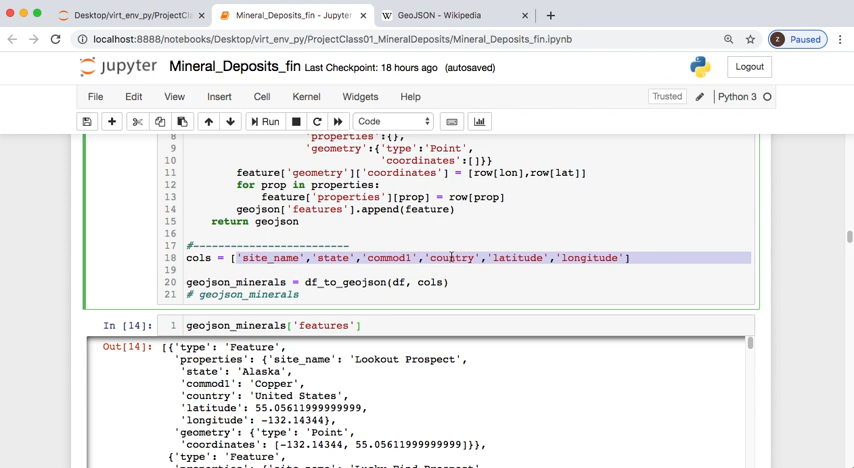 Desktop/virt_env_py/ProjectCla
Mineral_Deposits_fin - Jupyter
GeoJSON - Wikipedia
localhost:8888/notebooks/Desktop/virt_env_py/ProjectClass01_MineralDeposits/Mineral_Deposits_fin.ipynb
Z Paused
jupyter Mineral_Deposits_fin Last Checkpoint: 18 hours ago (autosaved)
Logout
File Edit View Insert Cell Kernel Widgets Help
Trusted Python 3
Run Code
8 'properties':{},
9 'geometry':{'type':'Point',
10 'coordinates':[]}}
11 feature['geometry']['coordinates'] = [row[lon],row[lat]]
12 for prop in properties:
13 feature['properties'][prop] = row[prop]
14 geojson['features'].append(feature)
15 return geojson
16
17 #-------------------------
18 cols = ['site_name','state','commod1','country','latitude','longitude']
19
20 geojson_minerals = df_to_geojson(df, cols)
21 # geojson_minerals
In [14]: 1 geojson_minerals['features']
Out[14]: [{'type': 'Feature',
'properties': {'site_name': 'Lookout Prospect',
'state': 'Alaska',
'commod1': 'Copper',
'country': 'United States',
'latitude': 55.05611999999999,
'longitude': -132.14344},
'geometry': {'type': 'Point',
'coordinates': [-132.14344, 55.05611999999999]}},
{'type': 'Feature',
'properties': {'site_name': 'Lucky Find Prospect',